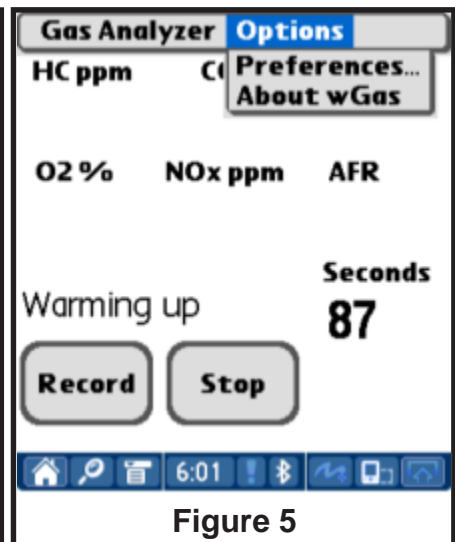 Gas Analyzer Options
HC ppm
Preferences...
About wGas
O2 % NOx ppm AFR
Seconds
Warming up
87
Record Stop
6:01
Figure 5